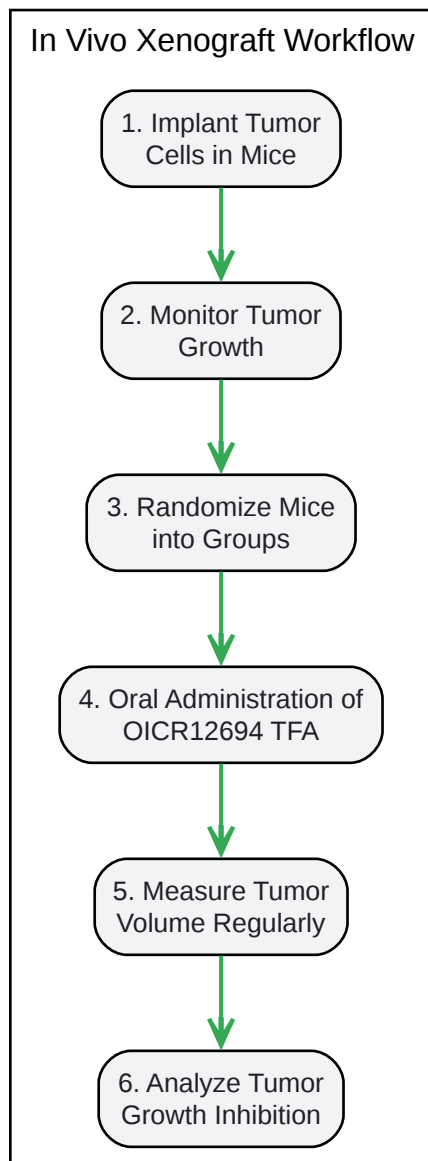 In Vivo Xenograft Workflow
1. Implant Tumor
Cells in Mice
2. Monitor Tumor
Growth
3. Randomize Mice
into Groups
4. Oral Administration of
OICR12694 TFA
5. Measure Tumor
Volume Regularly
6. Analyze Tumor
Growth Inhibition